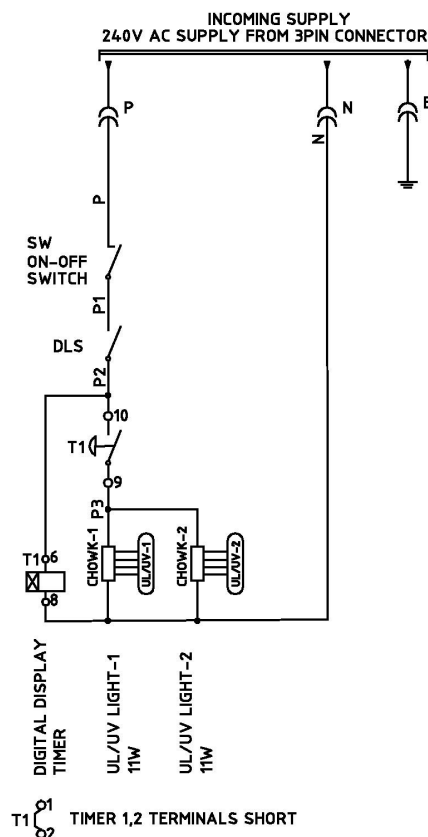 INCOMING SUPPLY
240V AC SUPPLY FROM 3PIN CONNECTOR
P
N
E
N
P
SW
ON-OFF
SWITCH
P1
DLS
P2
10
T1
9
P3
CHOWK-1
UL/UV-1
CHOWK-2
UL/UV-2
T1
6
8
DIGITAL DISPLAY
TIMER
UL/UV LIGHT-1
11W
UL/UV LIGHT-2
11W
T1
1
2
TIMER 1,2 TERMINALS SHORT